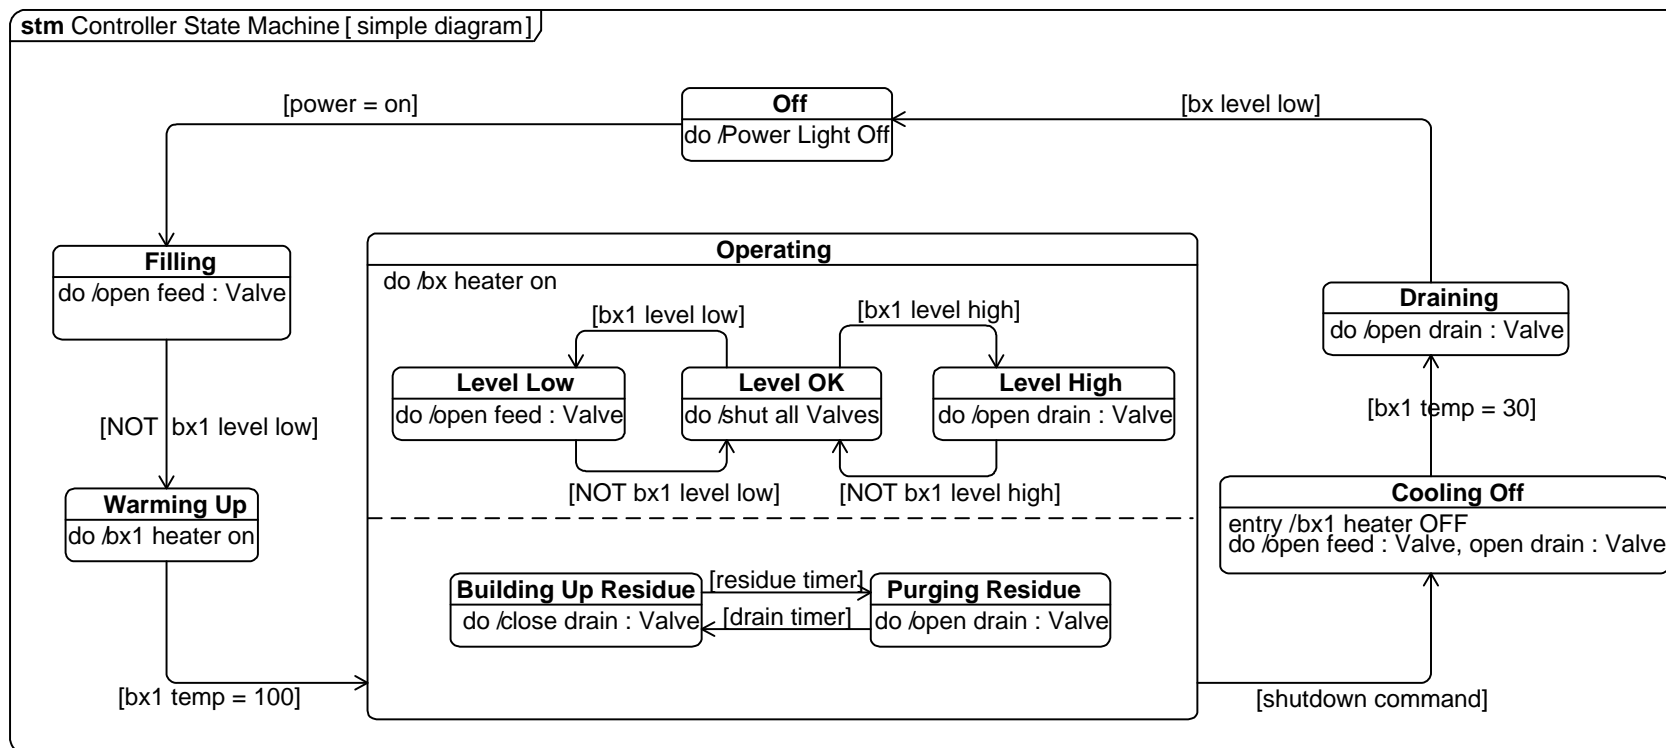 stm Controller State Machine [ simple diagram ]
[power = on]
Off
do /Power Light Off
[bx level low]
Filling
do /open feed : Valve
Operating
do /bx heater on
Draining
do /open drain : Valve
[bx1 level low]
[bx1 level high]
Level Low
do /open feed : Valve
Level OK
do /shut all Valves
Level High
do /open drain : Valve
[NOT bx1 level low]
[bx1 temp = 30]
[NOT bx1 level low]
[NOT bx1 level high]
Warming Up
do /bx1 heater on
Cooling Off
entry /bx1 heater OFF
do /open feed : Valve, open drain : Valve
Building Up Residue
do /close drain : Valve
[residue timer]
[drain timer]
Purging Residue
do /open drain : Valve
[bx1 temp = 100]
[shutdown command]